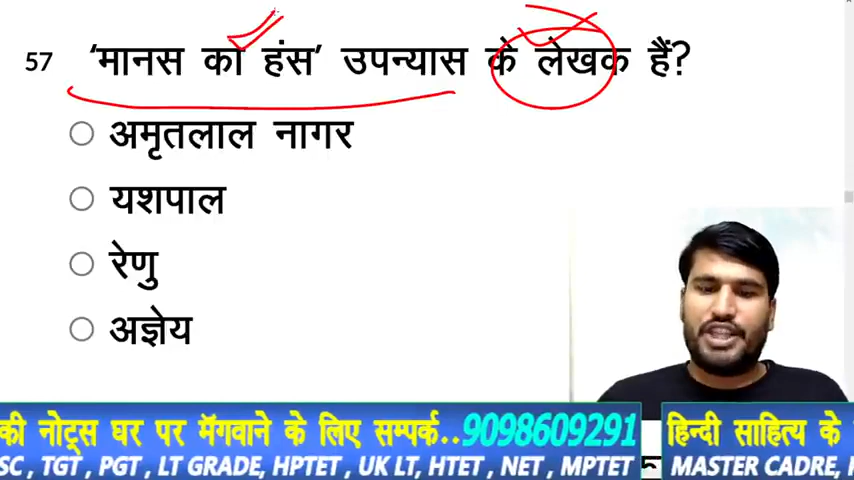 57 'मानस का हंस' उपन्यास के लेखक हैं?
अमृतलाल नागर
यशपाल
रेणु
अज्ञेय
की नोट्स घर पर मॅगवाने के लिए सम्पर्क..9098609291 हिन्दी साहित्य के
SC, TGT, PGT, LT GRADE, HPTET, UK LT, HTET, NET, MPTET MASTER CADRE,